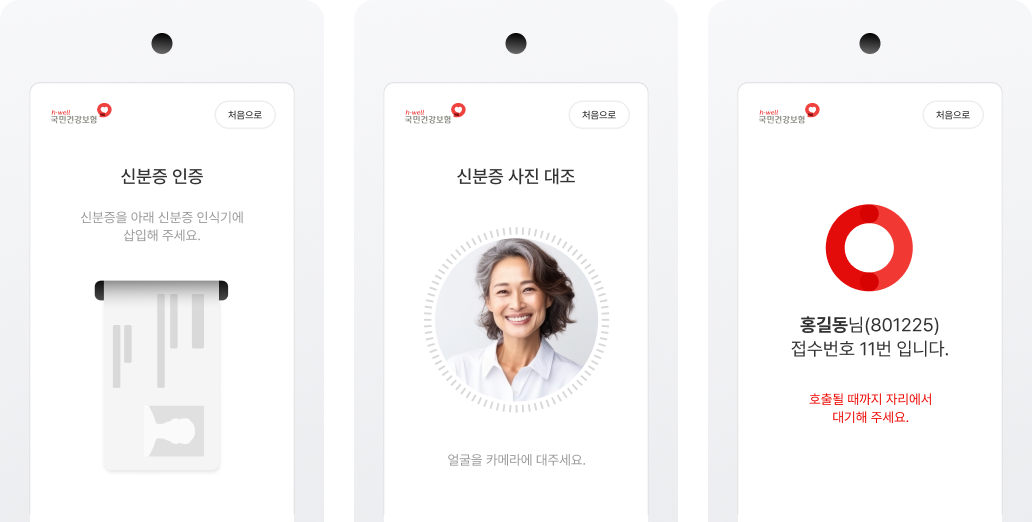 h-well
국민건강보험
처음으로
신분증 인증
신분증을 아래 신분증 인식기에
삽입해 주세요.
h-well
국민건강보험
처음으로
신분증 사진 대조
얼굴을 카메라에 대주세요.
h-well
국민건강보험
처음으로
홍길동님(801225)
접수번호 11번 입니다.
호출될 때까지 자리에서
대기해 주세요.